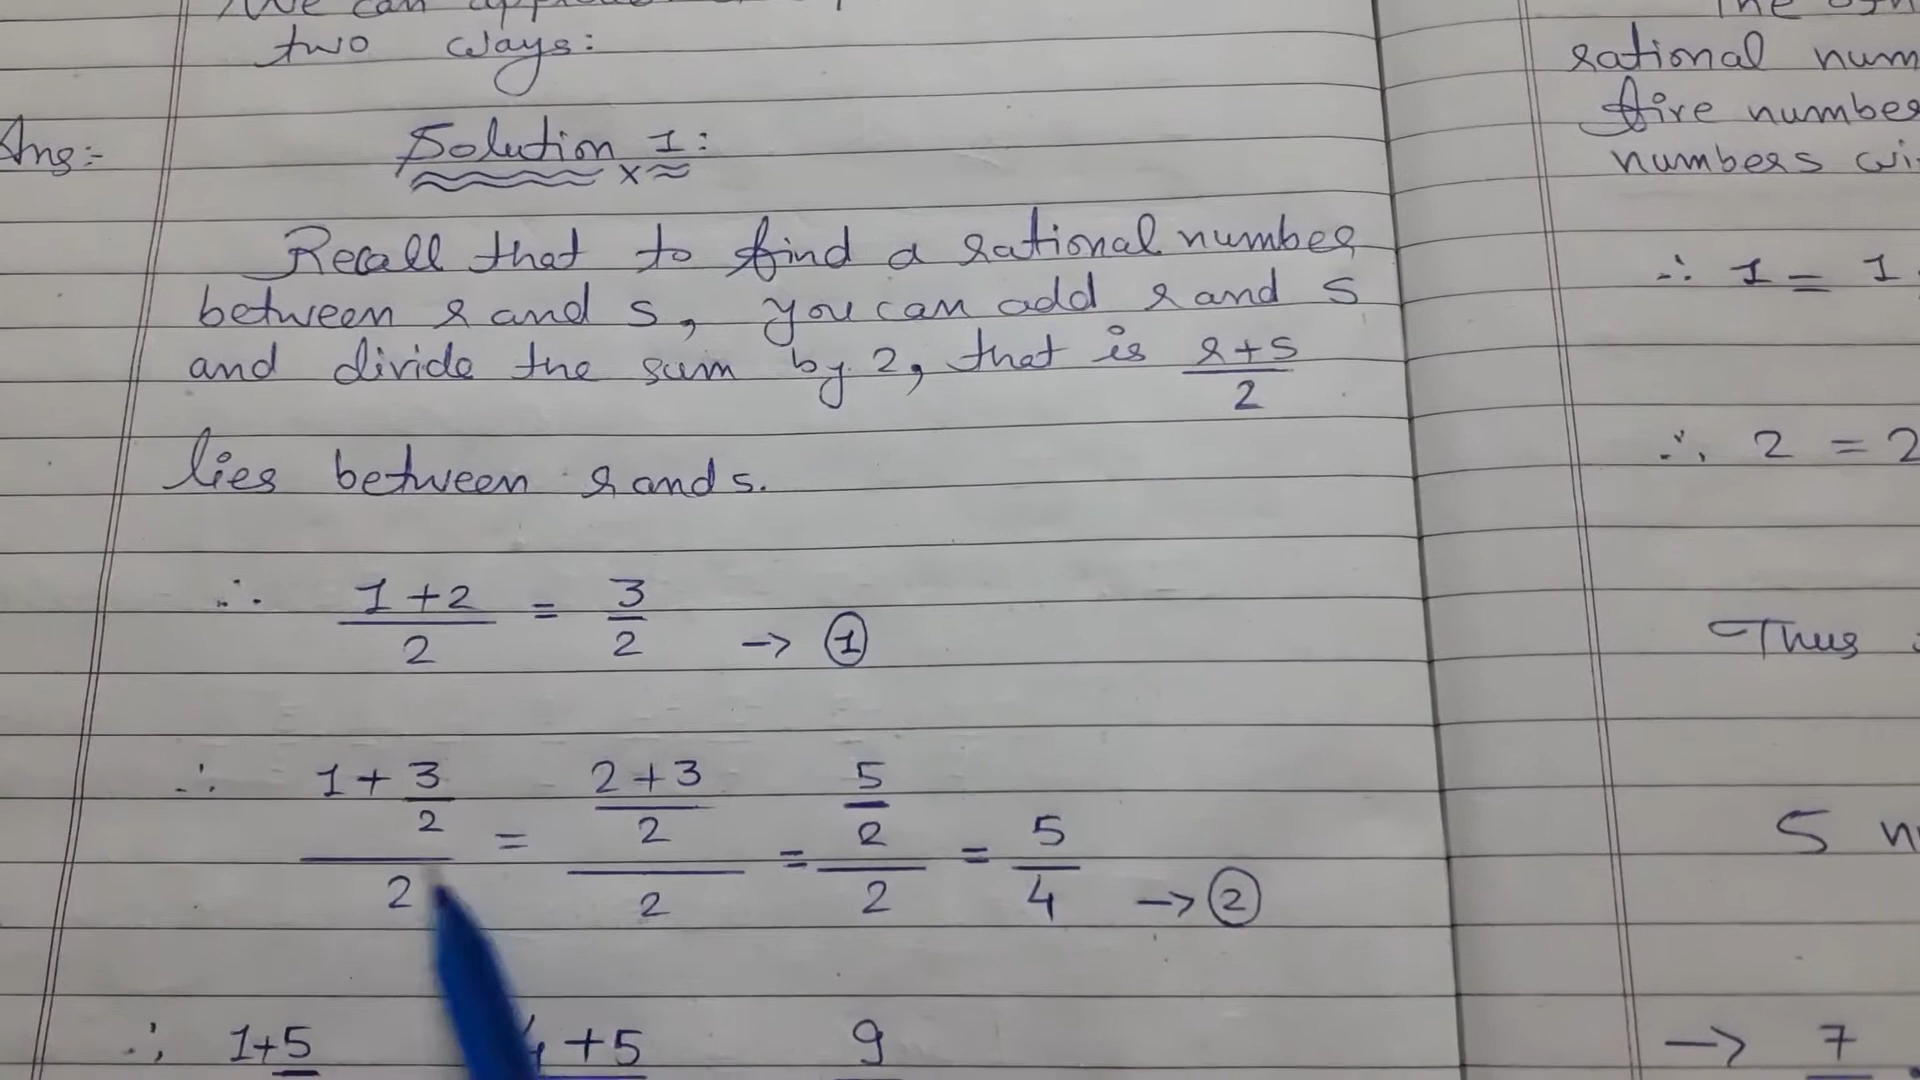 two ways:
Ans:-
Solution 1:
Recall that to find a rational number
between r and s, you can add r and s
and divide the sum by 2, that is r+s/2
lies between r and s.
∴ 1+2/2 = 3/2 -> ①
∴ 1+3/2/2 = 2+3/2/2 = 5/2/2 = 5/4 -> ②
∴ 1+5 4+5 9
rational num
five number
numbers wi
∴ 1 = 1
∴ 2 = 2
Thus
5 n
-> 7